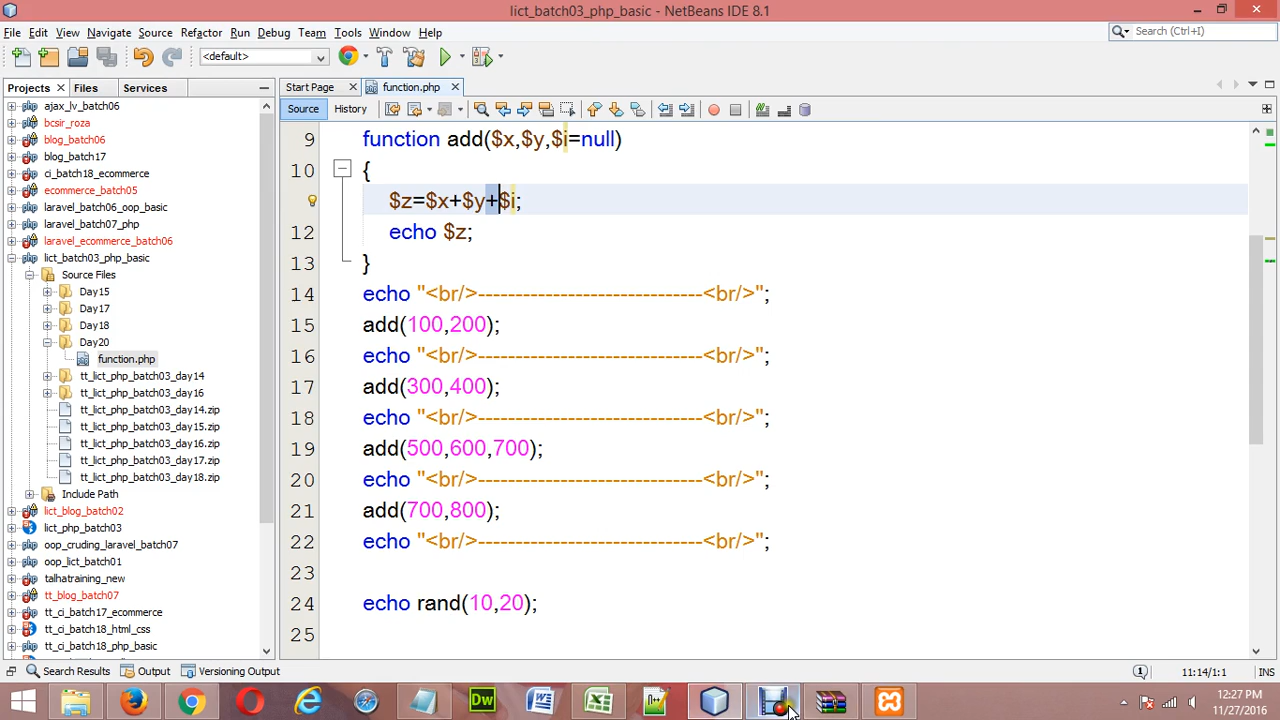 lict_batch03_php_basic - NetBeans IDE 8.1
File Edit View Navigate Source Refactor Run Debug Team Tools Window Help
Search (Ctrl+I)
<default>
Projects Files Services
Start Page function.php
Source History
ajax_lv_batch06
bcsir_roza
blog_batch06
blog_batch17
ci_batch18_ecommerce
ecommerce_batch05
laravel_batch06_oop_basic
laravel_batch07_php
laravel_ecommerce_batch06
lict_batch03_php_basic
Source Files
Day15
Day17
Day18
Day20
function.php
tt_lict_php_batch03_day14
tt_lict_php_batch03_day16
tt_lict_php_batch03_day14.zip
tt_lict_php_batch03_day15.zip
tt_lict_php_batch03_day16.zip
tt_lict_php_batch03_day17.zip
tt_lict_php_batch03_day18.zip
Include Path
lict_blog_batch02
lict_php_batch03
oop_cruding_laravel_batch07
oop_lict_batch01
talhatraining_new
tt_blog_batch07
tt_ci_batch17_ecommerce
tt_ci_batch18_html_css
tt_ci_batch18_php_basic
9 function add($x,$y,$i=null)
10 {
$z=$x+$y+$i;
12 echo $z;
13 }
14 echo "<br/>------------------------------<br/>";
15 add(100,200);
16 echo "<br/>------------------------------<br/>";
17 add(300,400);
18 echo "<br/>------------------------------<br/>";
19 add(500,600,700);
20 echo "<br/>------------------------------<br/>";
21 add(700,800);
22 echo "<br/>------------------------------<br/>";
23
24 echo rand(10,20);
25
Search Results Output Versioning Output
11:14/1:1 INS
12:27 PM
11/27/2016